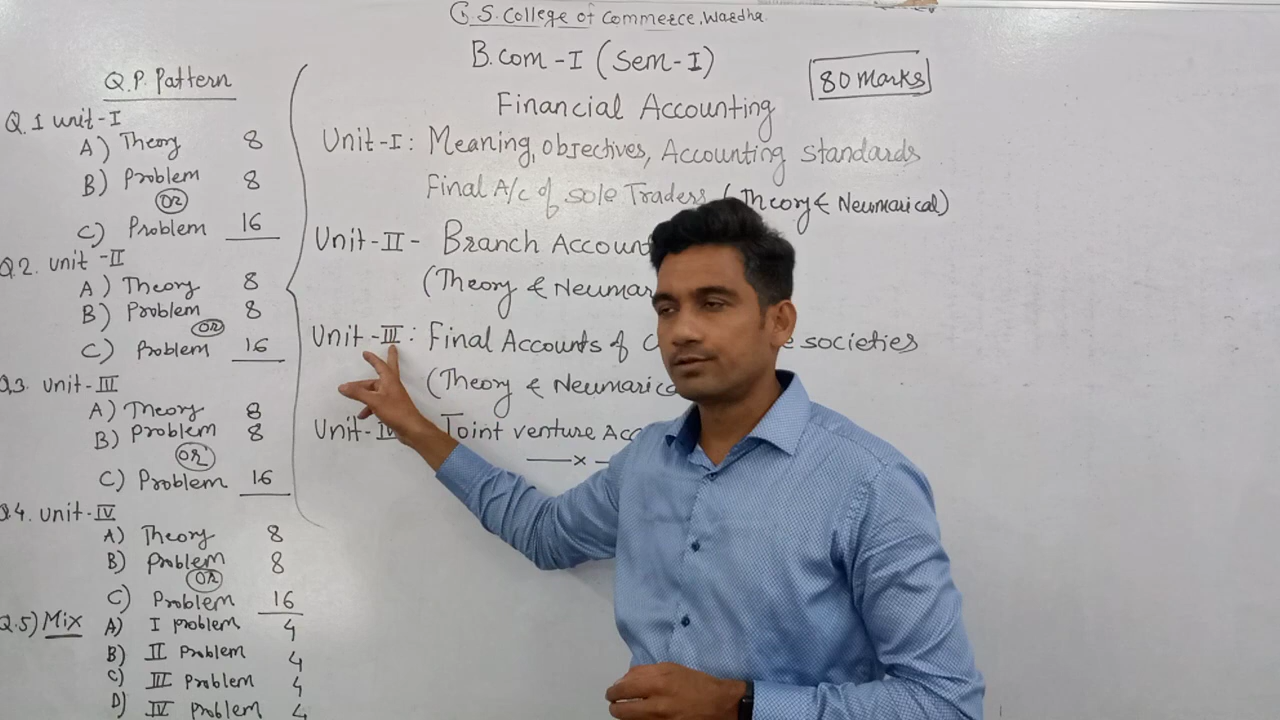 G.S. College of Commerce, Wardha.
B.com - I (Sem - I)
80 Marks
Financial Accounting
Unit-I: Meaning, objectives, Accounting standards
Final A/c of sole Traders (Theory & Neumarical)
Unit-II - Branch Account
(Theory & Neumar
Unit-III: Final Accounts of C e societies
(Theory & Neumarica
Unit-IV Joint venture Acc
Q.P. Pattern
Q.1 unit-I
A) Theory 8
B) Problem 8
OR
C) Problem 16
Q.2. unit-II
A) Theory 8
B) Problem 8
OR
C) Problem 16
Q.3. unit-III
A) Theory 8
B) Problem 8
OR
C) Problem 16
Q.4. unit-IV
A) Theory 8
B) Problem 8
OR
C) Problem 16
Q.5) Mix A) I problem 4
B) II Problem 4
C) III Problem 4
D) IV Problem 4